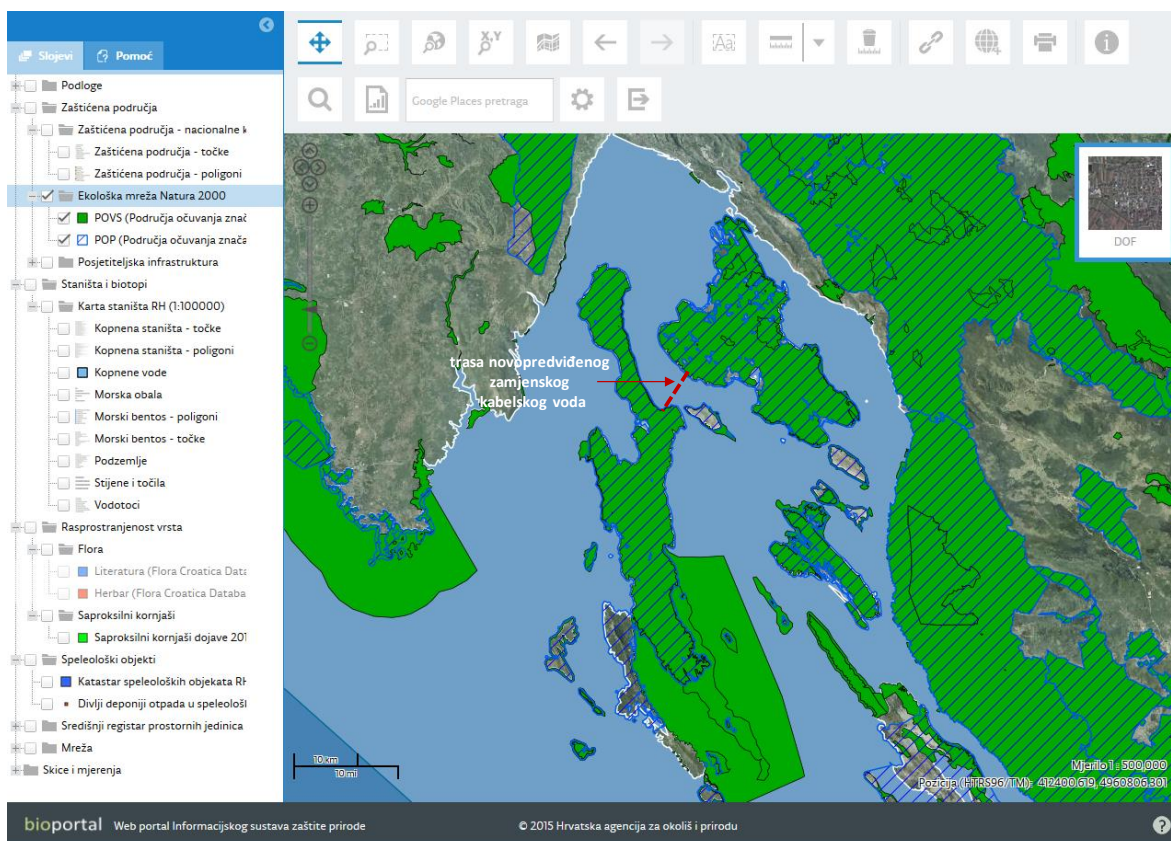 Slojevi
Pomoć
X,Y
Aa
Google Places pretraga
Podloge
Zaštićena područja
Zaštićena područja - nacionalne k
Zaštićena područja - točke
Zaštićena područja - poligoni
Ekološka mreža Natura 2000
POVS (Područja očuvanja znač
POP (Područja očuvanja znača
Posjetiteljska infrastruktura
Staništa i biotopi
Karta staništa RH (1:100000)
Kopnena staništa - točke
Kopnena staništa - poligoni
Kopnene vode
Morska obala
Morski bentos - poligoni
Morski bentos - točke
Podzemlje
Stijene i točila
Vodotoci
Rasprostranjenost vrsta
Flora
Literatura (Flora Croatica Data
Herbar (Flora Croatica Databa
Saproksilni kornjaši
Saproksilni kornjaši dojave 201
Speleološki objekti
Katastar speleoloških objekata RH
Divlji deponiji otpada u speleološl
Središnji registar prostornih jedinica
Mreža
Skice i mjerenja
DOF
trasa novopredviđenog
zamjenskog
kabelskog voda
10 km
10 mi
Mjerilo 1 : 500,000
Pozicija (HTRS96/TM): 412400.619, 4960806.301
bioportal Web portal Informacijskog sustava zaštite prirode
© 2015 Hrvatska agencija za okoliš i prirodu
?